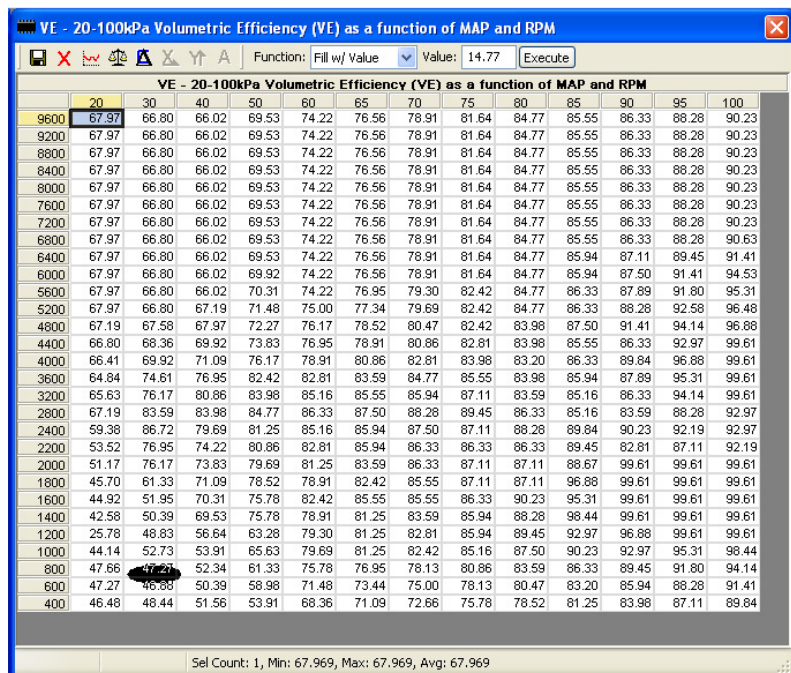 VE - 20-100kPa Volumetric Efficiency (VE) as a function of MAP and RPM
A Function: Fill w/ Value Value: 14.77 Execute
VE - 20-100kPa Volumetric Efficiency (VE) as a function of MAP and RPM
20 30 40 50 60 65 70 75 80 85 90 95 100
9600 67.97 66.80 66.02 69.53 74.22 76.56 78.91 81.64 84.77 85.55 86.33 88.28 90.23
9200 67.97 66.80 66.02 69.53 74.22 76.56 78.91 81.64 84.77 85.55 86.33 88.28 90.23
8800 67.97 66.80 66.02 69.53 74.22 76.56 78.91 81.64 84.77 85.55 86.33 88.28 90.23
8400 67.97 66.80 66.02 69.53 74.22 76.56 78.91 81.64 84.77 85.55 86.33 88.28 90.23
8000 67.97 66.80 66.02 69.53 74.22 76.56 78.91 81.64 84.77 85.55 86.33 88.28 90.23
7600 67.97 66.80 66.02 69.53 74.22 76.56 78.91 81.64 84.77 85.55 86.33 88.28 90.23
7200 67.97 66.80 66.02 69.53 74.22 76.56 78.91 81.64 84.77 85.55 86.33 88.28 90.23
6800 67.97 66.80 66.02 69.53 74.22 76.56 78.91 81.64 84.77 85.55 86.33 88.28 90.63
6400 67.97 66.80 66.02 69.53 74.22 76.56 78.91 81.64 84.77 85.94 87.11 89.45 91.41
6000 67.97 66.80 66.02 69.92 74.22 76.56 78.91 81.64 84.77 85.94 87.50 91.41 94.53
5600 67.97 66.80 66.02 70.31 74.22 76.95 79.30 82.42 84.77 86.33 87.89 91.80 95.31
5200 67.97 66.80 67.19 71.48 75.00 77.34 79.69 82.42 84.77 86.33 88.28 92.58 96.48
4800 67.19 67.58 67.97 72.27 76.17 78.52 80.47 82.42 83.98 87.50 91.41 94.14 96.88
4400 66.80 68.36 69.92 73.83 76.95 78.91 80.86 82.81 83.98 85.55 86.33 92.97 99.61
4000 66.41 69.92 71.09 76.17 78.91 80.86 82.81 83.98 83.20 86.33 89.84 96.88 99.61
3600 64.84 74.61 76.95 82.42 82.81 83.59 84.77 85.55 83.98 85.94 87.89 95.31 99.61
3200 65.63 76.17 80.86 83.98 85.16 85.55 85.94 87.11 83.59 85.16 86.33 94.14 99.61
2800 67.19 83.59 83.98 84.77 86.33 87.50 88.28 89.45 86.33 85.16 83.59 88.28 92.97
2400 59.38 86.72 79.69 81.25 85.16 85.94 87.50 87.11 88.28 89.84 90.23 92.19 92.97
2200 53.52 76.95 74.22 80.86 82.81 85.94 86.33 86.33 86.33 89.45 82.81 87.11 92.19
2000 51.17 76.17 73.83 79.69 81.25 83.59 86.33 87.11 87.11 88.67 99.61 99.61 99.61
1800 45.70 61.33 71.09 78.52 78.91 82.42 85.55 87.11 87.11 96.88 99.61 99.61 99.61
1600 44.92 51.95 70.31 75.78 82.42 85.55 85.55 86.33 90.23 95.31 99.61 99.61 99.61
1400 42.58 50.39 69.53 75.78 78.91 81.25 83.59 85.94 88.28 98.44 99.61 99.61 99.61
1200 25.78 48.83 56.64 63.28 79.30 81.25 82.81 85.94 89.45 92.97 96.88 99.61 99.61
1000 44.14 52.73 53.91 65.63 79.69 81.25 82.42 85.16 87.50 90.23 92.97 95.31 98.44
800 47.66 52.34 61.33 75.78 76.95 78.13 80.86 83.59 86.33 89.45 91.80 94.14
600 47.27 46.88 50.39 58.98 71.48 73.44 75.00 78.13 80.47 83.20 85.94 88.28 91.41
400 46.48 48.44 51.56 53.91 68.36 71.09 72.66 75.78 78.52 81.25 83.98 87.11 89.84
Sel Count: 1, Min: 67.969, Max: 67.969, Avg: 67.969